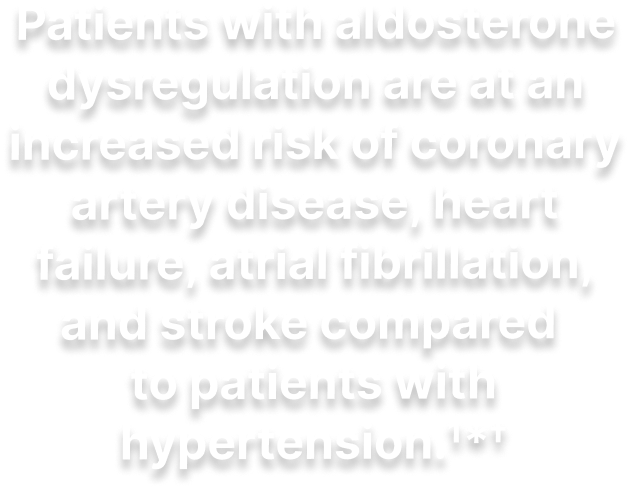 Patients with aldosterone
dysregulation are at an
increased risk of coronary
artery disease, heart
failure, atrial fibrillation,
and stroke compared
to patients with
hypertension.¹*†